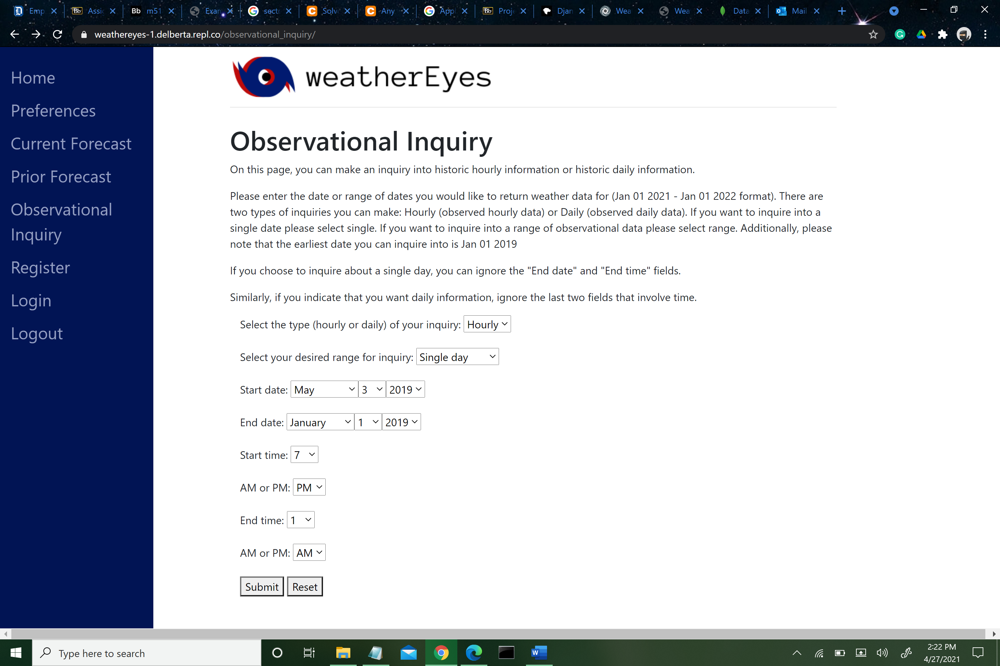 Emp
Assi
Bb m51
Exan
secto
Solv
Any
Appl
Proje
Djan
Wea
Wea
Data
Mail
weathereyes-1.delberta.repl.co/observational_inquiry/
Home
Preferences
Current Forecast
Prior Forecast
Observational
Inquiry
Register
Login
Logout
weatherEyes
Observational Inquiry
On this page, you can make an inquiry into historic hourly information or historic daily information.
Please enter the date or range of dates you would like to return weather data for (Jan 01 2021 - Jan 01 2022 format). There are
two types of inquiries you can make: Hourly (observed hourly data) or Daily (observed daily data). If you want to inquire into a
single date please select single. If you want to inquire into a range of observational data please select range. Additionally, please
note that the earliest date you can inquire into is Jan 01 2019
If you choose to inquire about a single day, you can ignore the "End date" and "End time" fields.
Similarly, if you indicate that you want daily information, ignore the last two fields that involve time.
Select the type (hourly or daily) of your inquiry: Hourly
Select your desired range for inquiry: Single day
Start date: May 3 2019
End date: January 1 2019
Start time: 7
AM or PM: PM
End time: 1
AM or PM: AM
Submit Reset
Type here to search
2:22 PM
4/27/2021